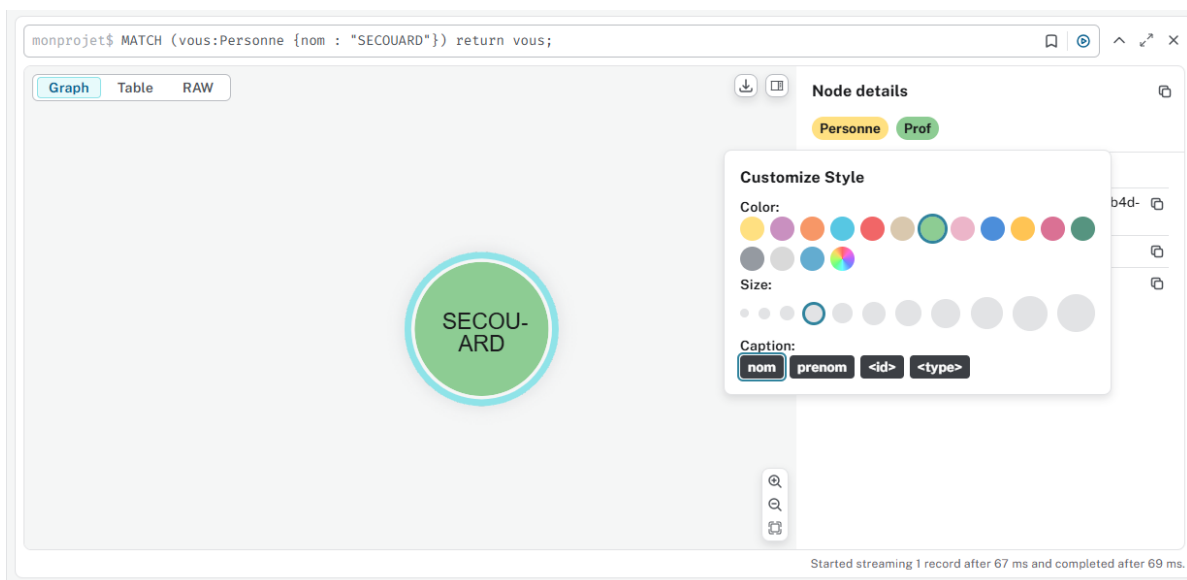 monprojet$ MATCH (vous:Personne {nom : "SECOUARD"}) return vous;
Graph Table RAW
Node details
Personne Prof
Customize Style
Color:
b4d-
Size:
SECOU-
ARD
Caption:
nom prenom <id> <type>
Started streaming 1 record after 67 ms and completed after 69 ms.